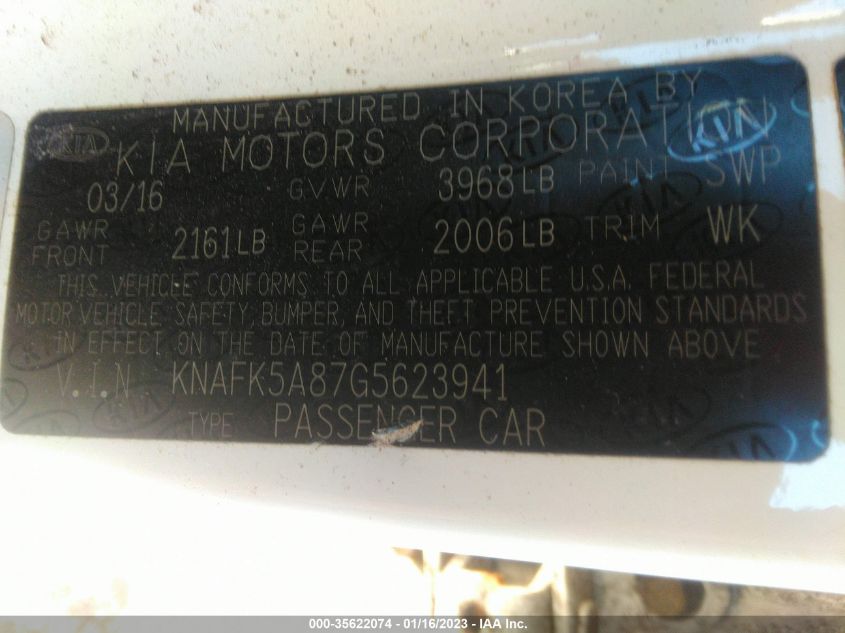 MANUFACTURED IN KOREA BY
KIA MOTORS CORPORATION
03/16 GVWR 3968LB PAINT SWP
GAWR FRONT 2161LB GAWR REAR 2006LB TRIM WK
THIS VEHICLE CONFORMS TO ALL APPLICABLE U.S.A. FEDERAL
MOTOR VEHICLE SAFETY, BUMPER, AND THEFT PREVENTION STANDARDS
IN EFFECT ON THE DATE OF MANUFACTURE SHOWN ABOVE
V.I.N KNAFK5A87G5623941
TYPE PASSENGER CAR
000-35622074 - 01/16/2023 - IAA Inc.